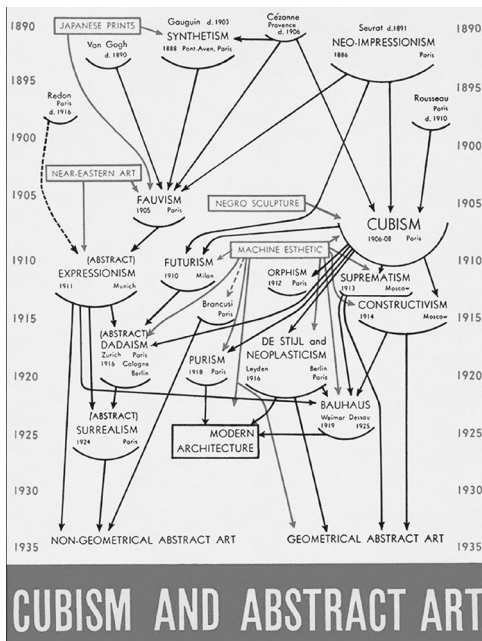 1890
JAPANESE PRINTS
Gauguin d. 1903
SYNTHETISM
1888 Pont-Aven, Paris
Cézanne
Provence
d. 1906
Seurat d.1891
NEO-IMPRESSIONISM
1886 Paris
1890
Van Gogh
d. 1890
1895
1895
Redon
Paris
d. 1916
Rousseau
Paris
d. 1910
1900
1900
NEAR-EASTERN ART
1905
FAUVISM
1905 Paris
NEGRO SCULPTURE
1905
CUBISM
1906-08 Paris
1910
(ABSTRACT)
EXPRESSIONISM
1911 Munich
FUTURISM
1910 Milan
MACHINE ESTHETIC
1910
ORPHISM
1912 Paris
SUPREMATISM
1913 Moscow
Brancusi
Paris
CONSTRUCTIVISM
1914 Moscow
1915
1915
(ABSTRACT)
DADAISM
Zurich Paris
1916 Cologne
Berlin
PURISM
1918 Paris
DE STIJL and
NEOPLASTICISM
Leyden Berlin
1916 Paris
1920
1920
BAUHAUS
Weimar Dessau
1919 1925
(ABSTRACT)
SURREALISM
1924 Paris
MODERN
ARCHITECTURE
1925
1925
1930
1930
NON-GEOMETRICAL ABSTRACT ART
GEOMETRICAL ABSTRACT ART
1935
1935
CUBISM AND ABSTRACT ART